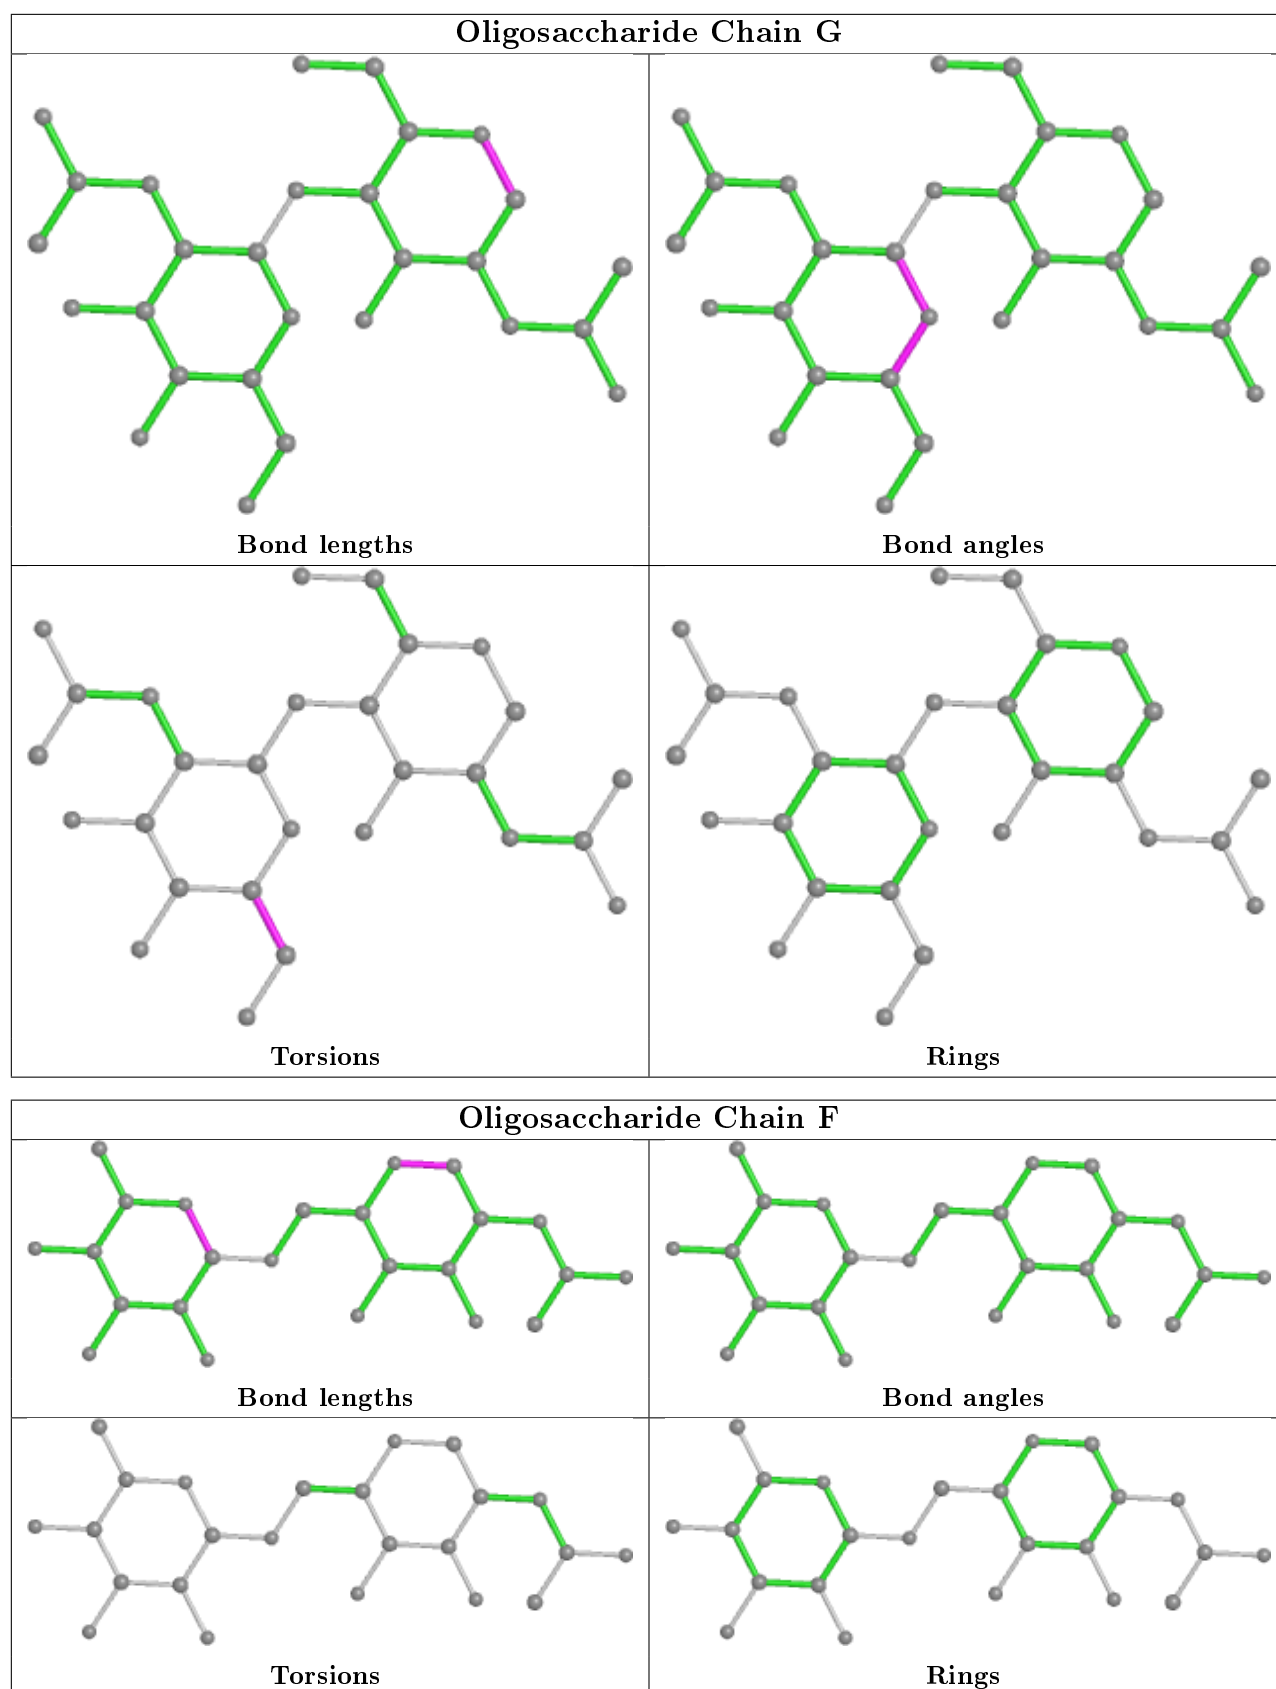 Oligosaccharide Chain G
Bond lengths
Bond angles
Torsions
Rings
Oligosaccharide Chain F
Bond lengths
Bond angles
Torsions
Rings